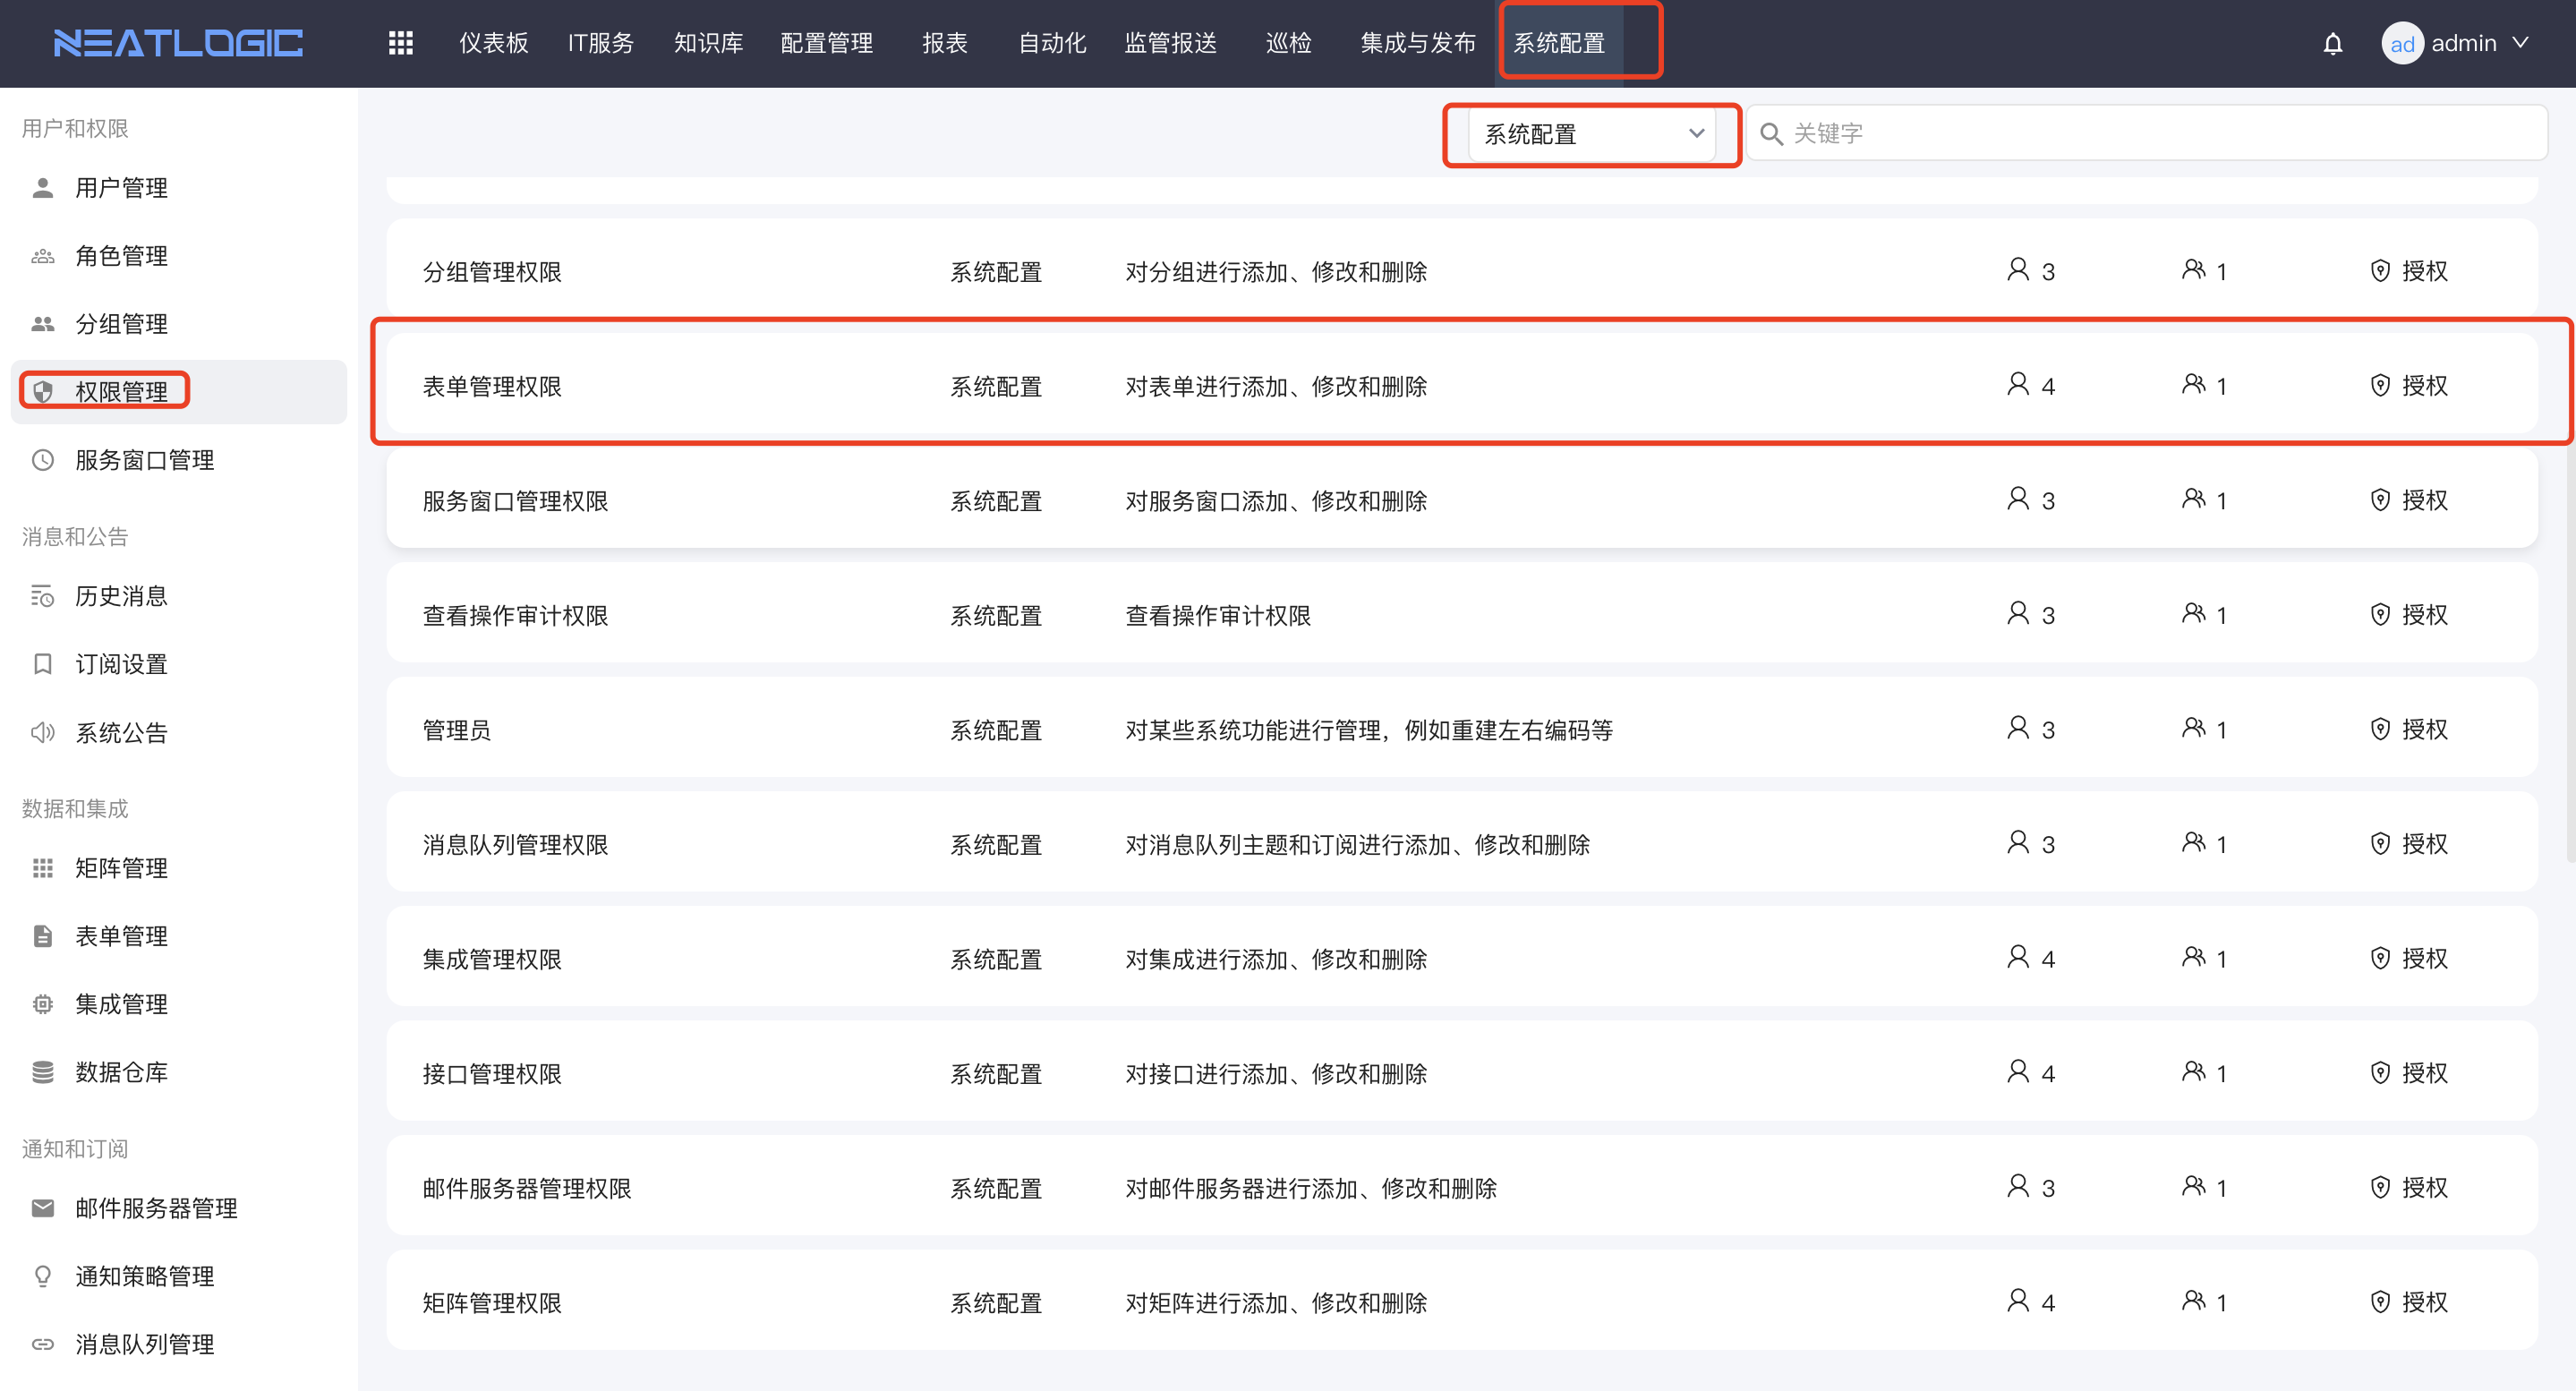 NEATLOGIC 仪表板 IT服务 知识库 配置管理 报表 自动化 监管报送 巡检 集成与发布 系统配置 ad admin
用户和权限
用户管理
角色管理
分组管理
权限管理
服务窗口管理
消息和公告
历史消息
订阅设置
系统公告
数据和集成
矩阵管理
表单管理
集成管理
数据仓库
通知和订阅
邮件服务器管理
通知策略管理
消息队列管理
系统配置 关键字
分组管理权限 系统配置 对分组进行添加、修改和删除 3 1 授权
表单管理权限 系统配置 对表单进行添加、修改和删除 4 1 授权
服务窗口管理权限 系统配置 对服务窗口添加、修改和删除 3 1 授权
查看操作审计权限 系统配置 查看操作审计权限 3 1 授权
管理员 系统配置 对某些系统功能进行管理，例如重建左右编码等 3 1 授权
消息队列管理权限 系统配置 对消息队列主题和订阅进行添加、修改和删除 3 1 授权
集成管理权限 系统配置 对集成进行添加、修改和删除 4 1 授权
接口管理权限 系统配置 对接口进行添加、修改和删除 4 1 授权
邮件服务器管理权限 系统配置 对邮件服务器进行添加、修改和删除 3 1 授权
矩阵管理权限 系统配置 对矩阵进行添加、修改和删除 4 1 授权